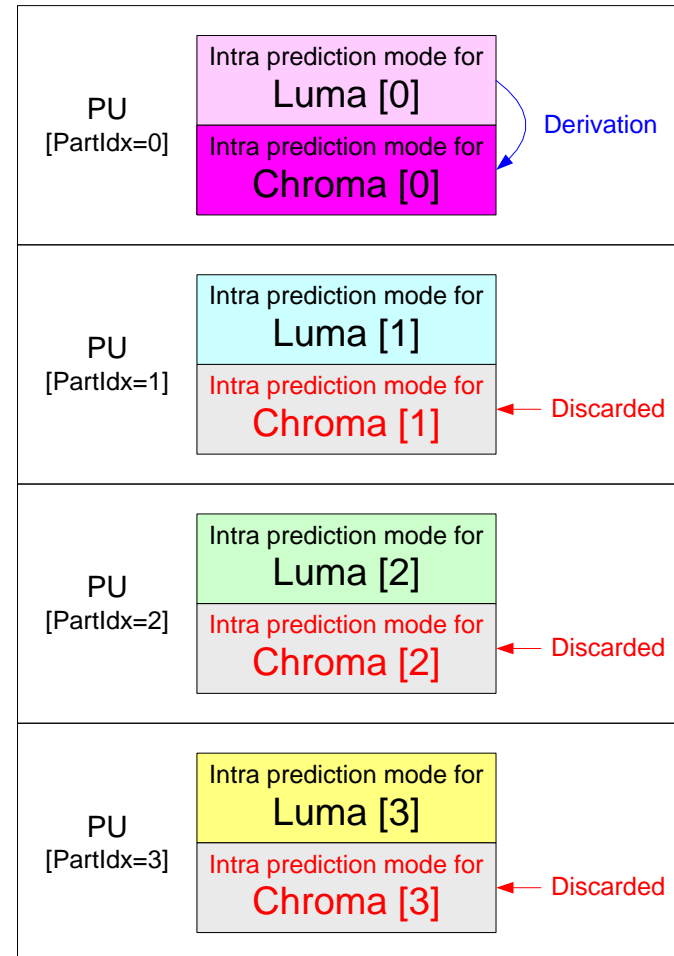 PU
[PartIdx=0]
Intra prediction mode for
Luma [0]
Intra prediction mode for
Chroma [0]
Derivation
PU
[PartIdx=1]
Intra prediction mode for
Luma [1]
Intra prediction mode for
Chroma [1]
Discarded
PU
[PartIdx=2]
Intra prediction mode for
Luma [2]
Intra prediction mode for
Chroma [2]
Discarded
PU
[PartIdx=3]
Intra prediction mode for
Luma [3]
Intra prediction mode for
Chroma [3]
Discarded